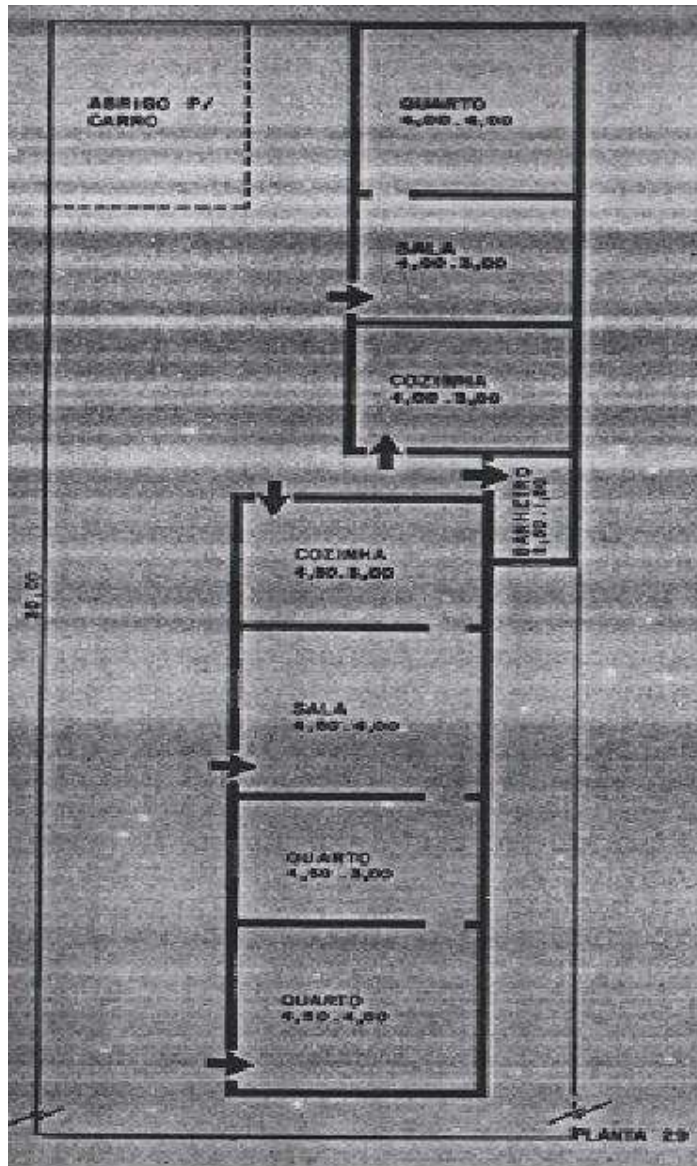 ABRIGO P/
CARRO
QUARTO
4,00.4,00
SALA
4,00.3,00
COZINHA
4,00.3,00
BANHEIRO
COZINHA
4,50.3,00
SALA
4,50.4,00
QUARTO
4,50.3,00
QUARTO
4,50.4,00
PLANTA 29